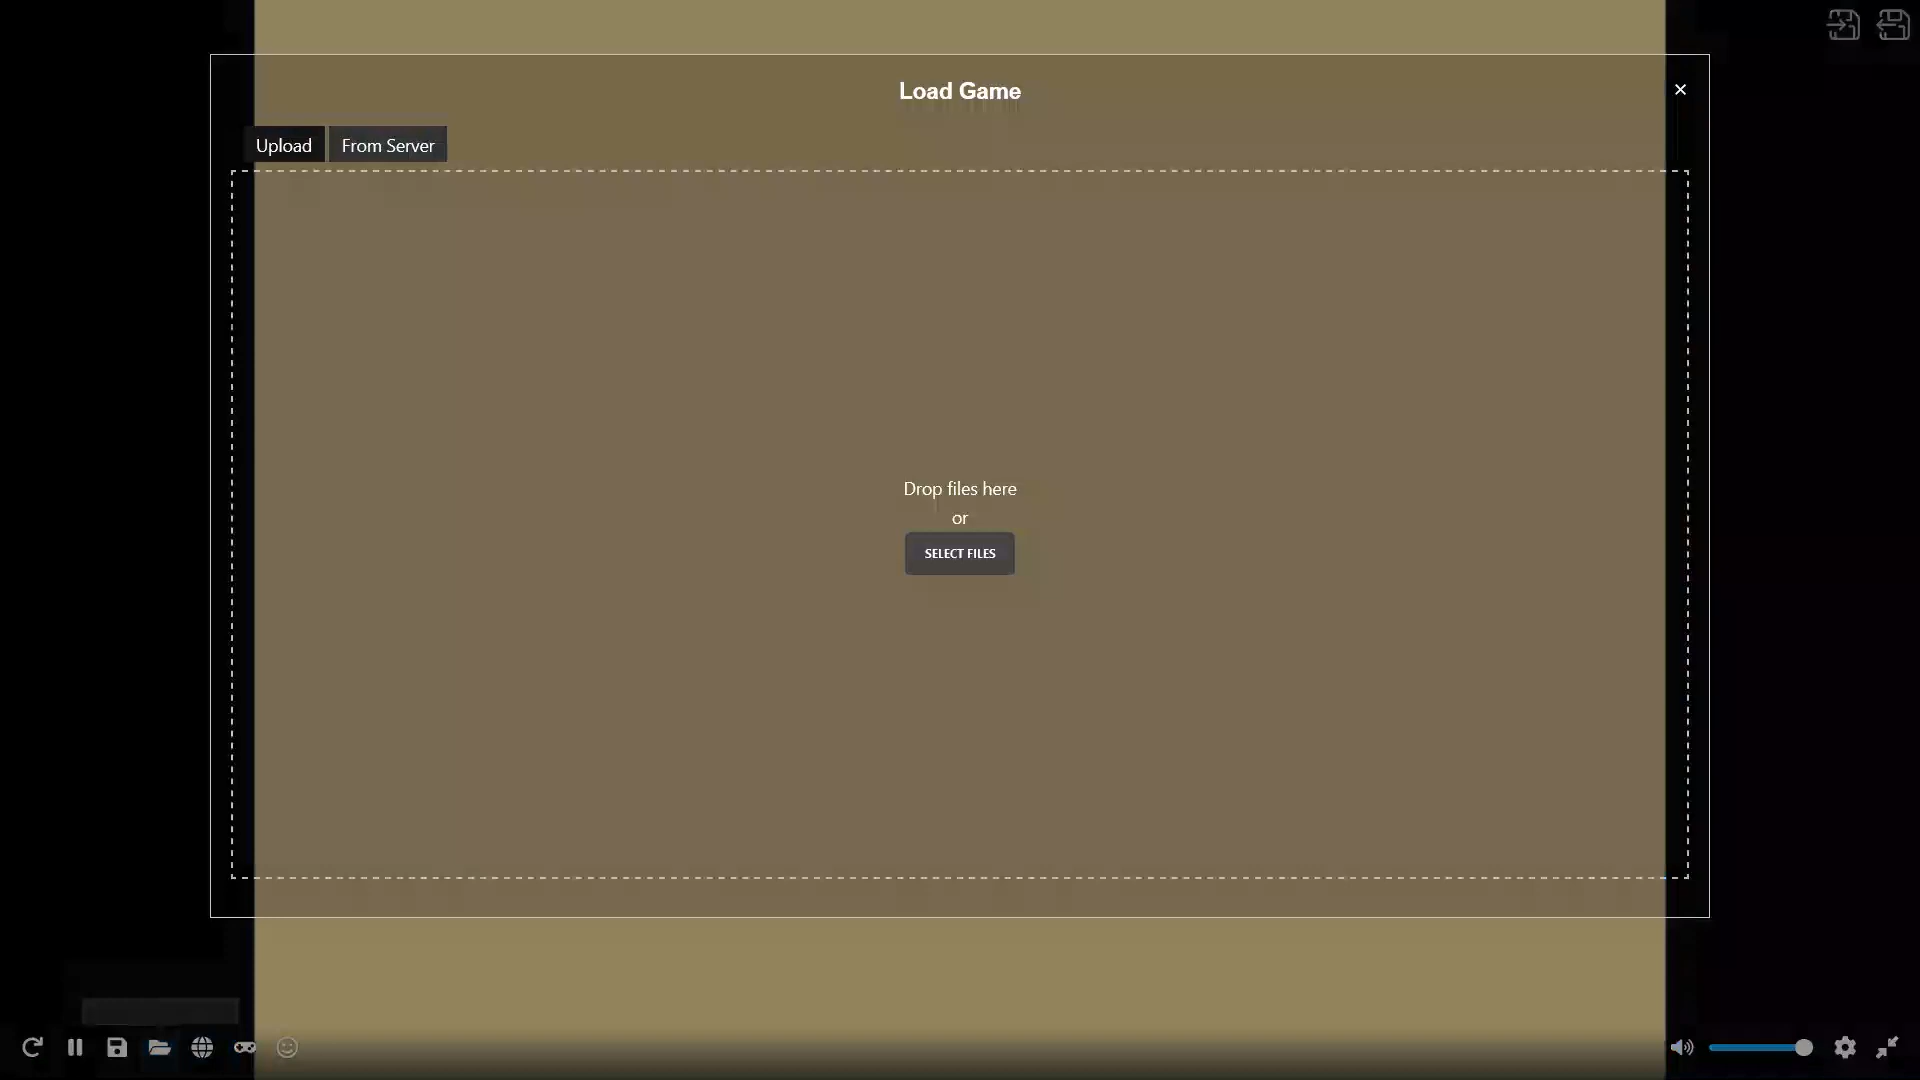 Load Game
×
Upload
From Server
Drop files here
or
SELECT FILES